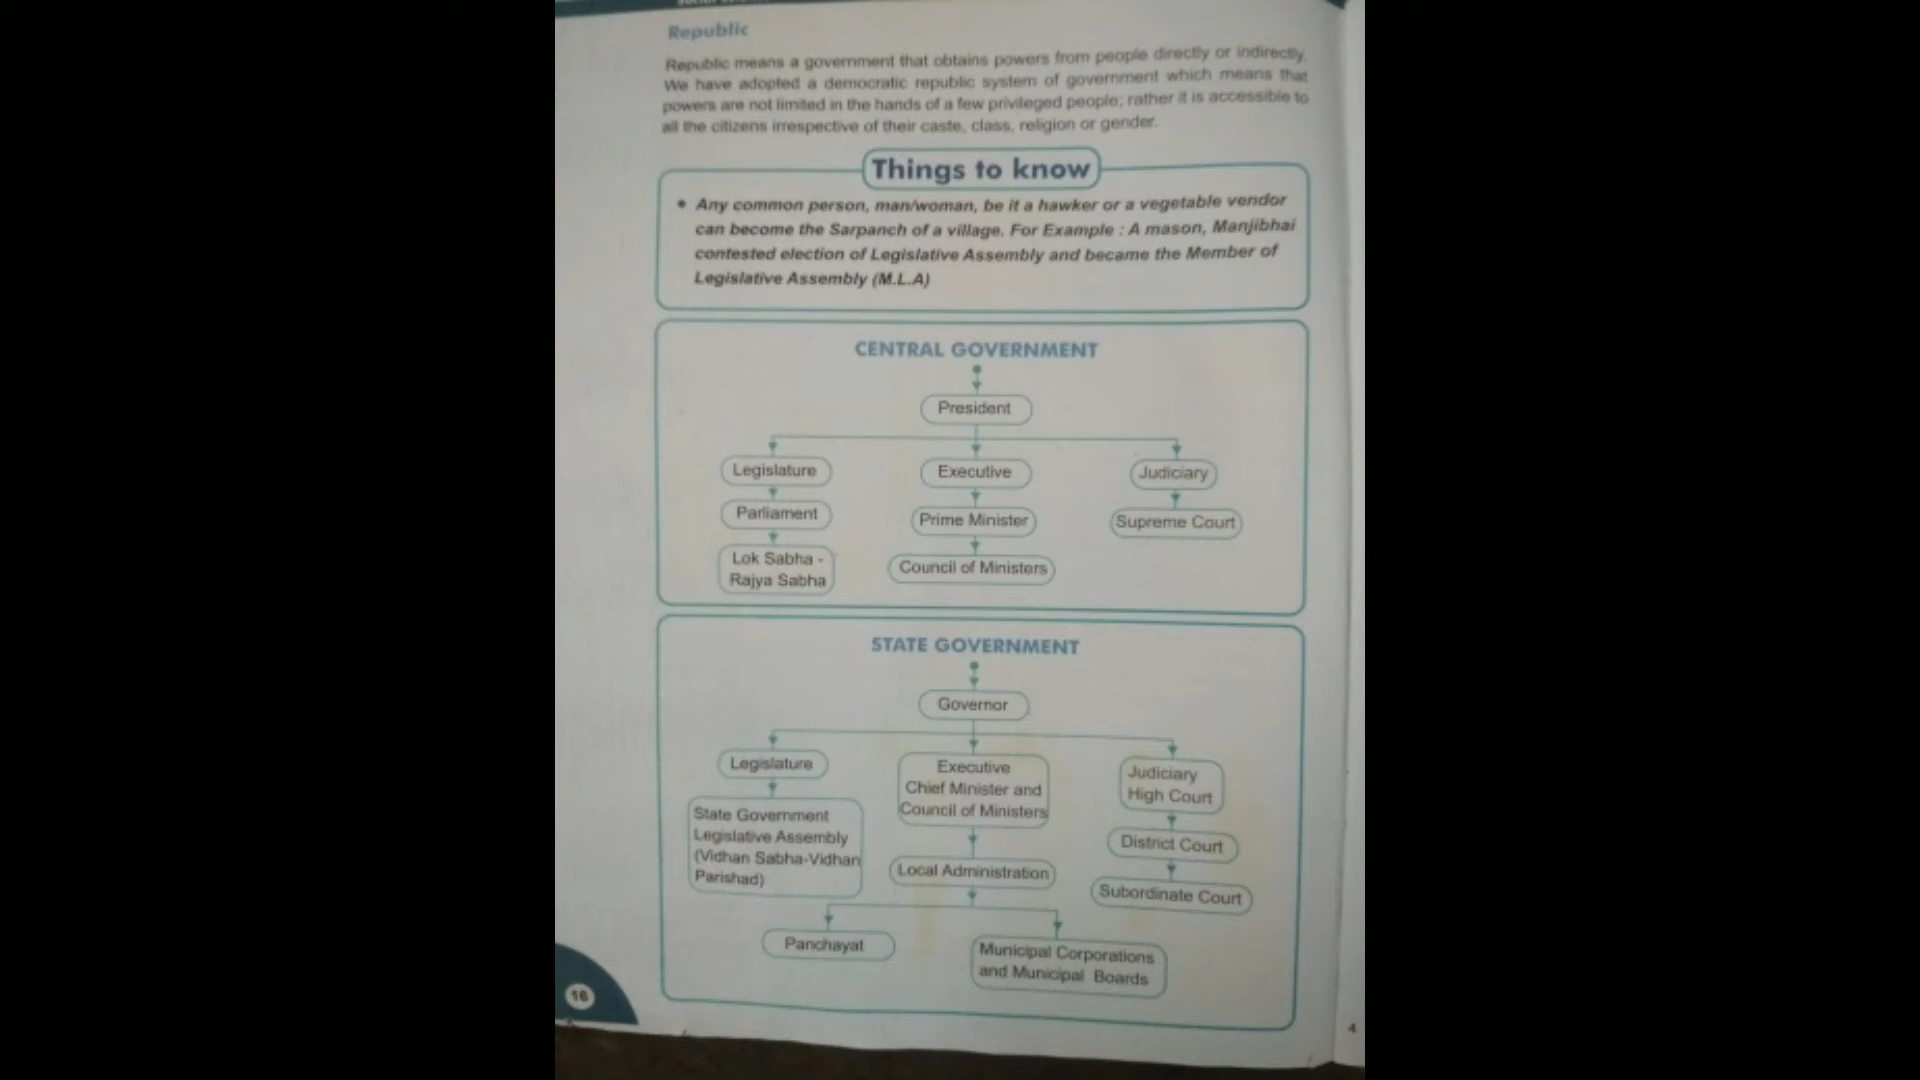 Republic
Republic means a government that obtains powers from people directly or indirectly.
We have adopted a democratic republic system of government which means that
powers are not limited in the hands of a few privileged people; rather it is accessible to
all the citizens irrespective of their caste, class, religion or gender.
Things to know
• Any common person, man/woman, be it a hawker or a vegetable vendor
can become the Sarpanch of a village. For Example : A mason, Manjibhai
contested election of Legislative Assembly and became the Member of
Legislative Assembly (M.L.A)
CENTRAL GOVERNMENT
President
Legislature
Executive
Judiciary
Parliament
Prime Minister
Supreme Court
Lok Sabha -
Rajya Sabha
Council of Ministers
STATE GOVERNMENT
Governor
Legislature
Executive
Chief Minister and
Council of Ministers
Judiciary
High Court
State Government
Legislative Assembly
(Vidhan Sabha-Vidhan
Parishad)
Local Administration
District Court
Subordinate Court
Panchayat
Municipal Corporations
and Municipal Boards
16
4